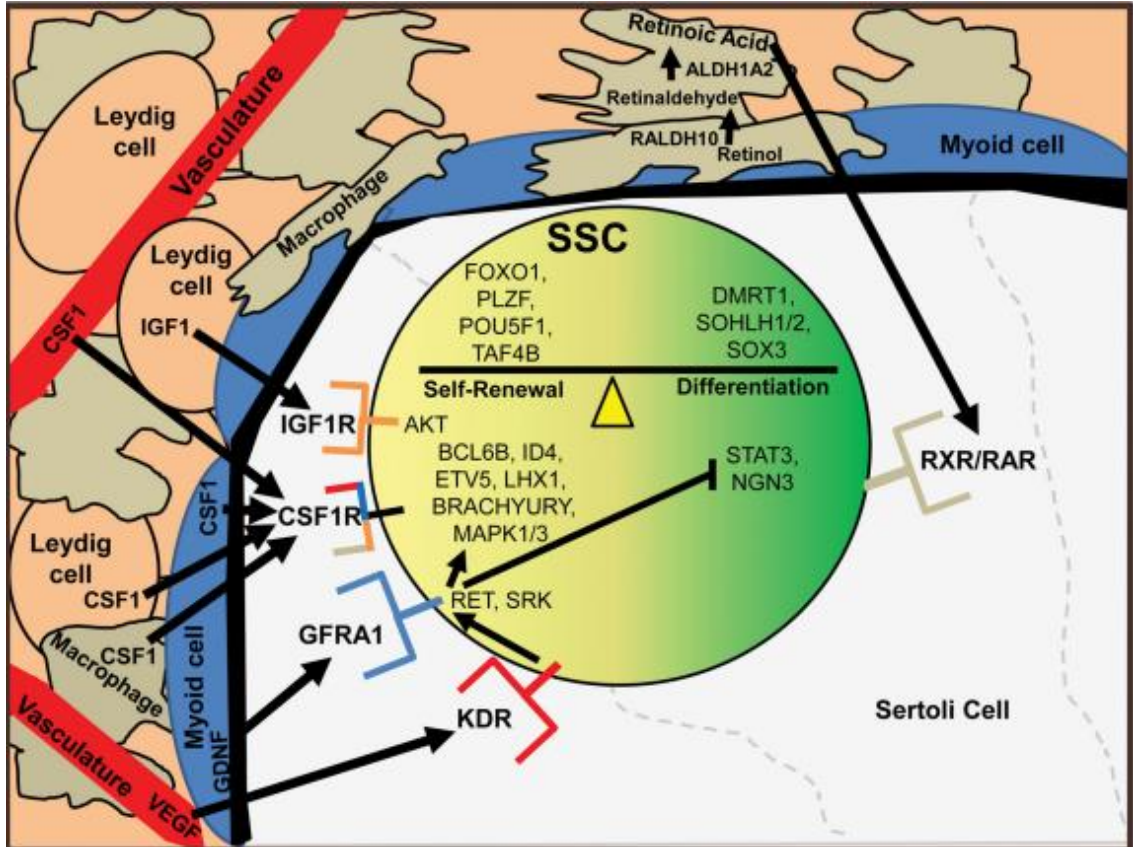 Retinoic Acid
ALDH1A2
Retinaldehyde
RALDH10
Retinol
Myoid cell
Leydig
cell
Vasculature
Macrophage
Leydig
cell
IGF1
CSF1
SSC
FOXO1,
PLZF,
POU5F1,
TAF4B
DMRT1,
SOHLH1/2,
SOX3
Self-Renewal
Differentiation
IGF1R
AKT
BCL6B, ID4,
ETV5, LHX1,
BRACHYURY,
MAPK1/3
STAT3,
NGN3
RXR/RAR
CSF1
CSF1R
Leydig
cell
CSF1
RET, SRK
GFRA1
CSF1
Macrophage
Myoid cell
GDNF
KDR
Sertoli Cell
Vasculature
VEGF